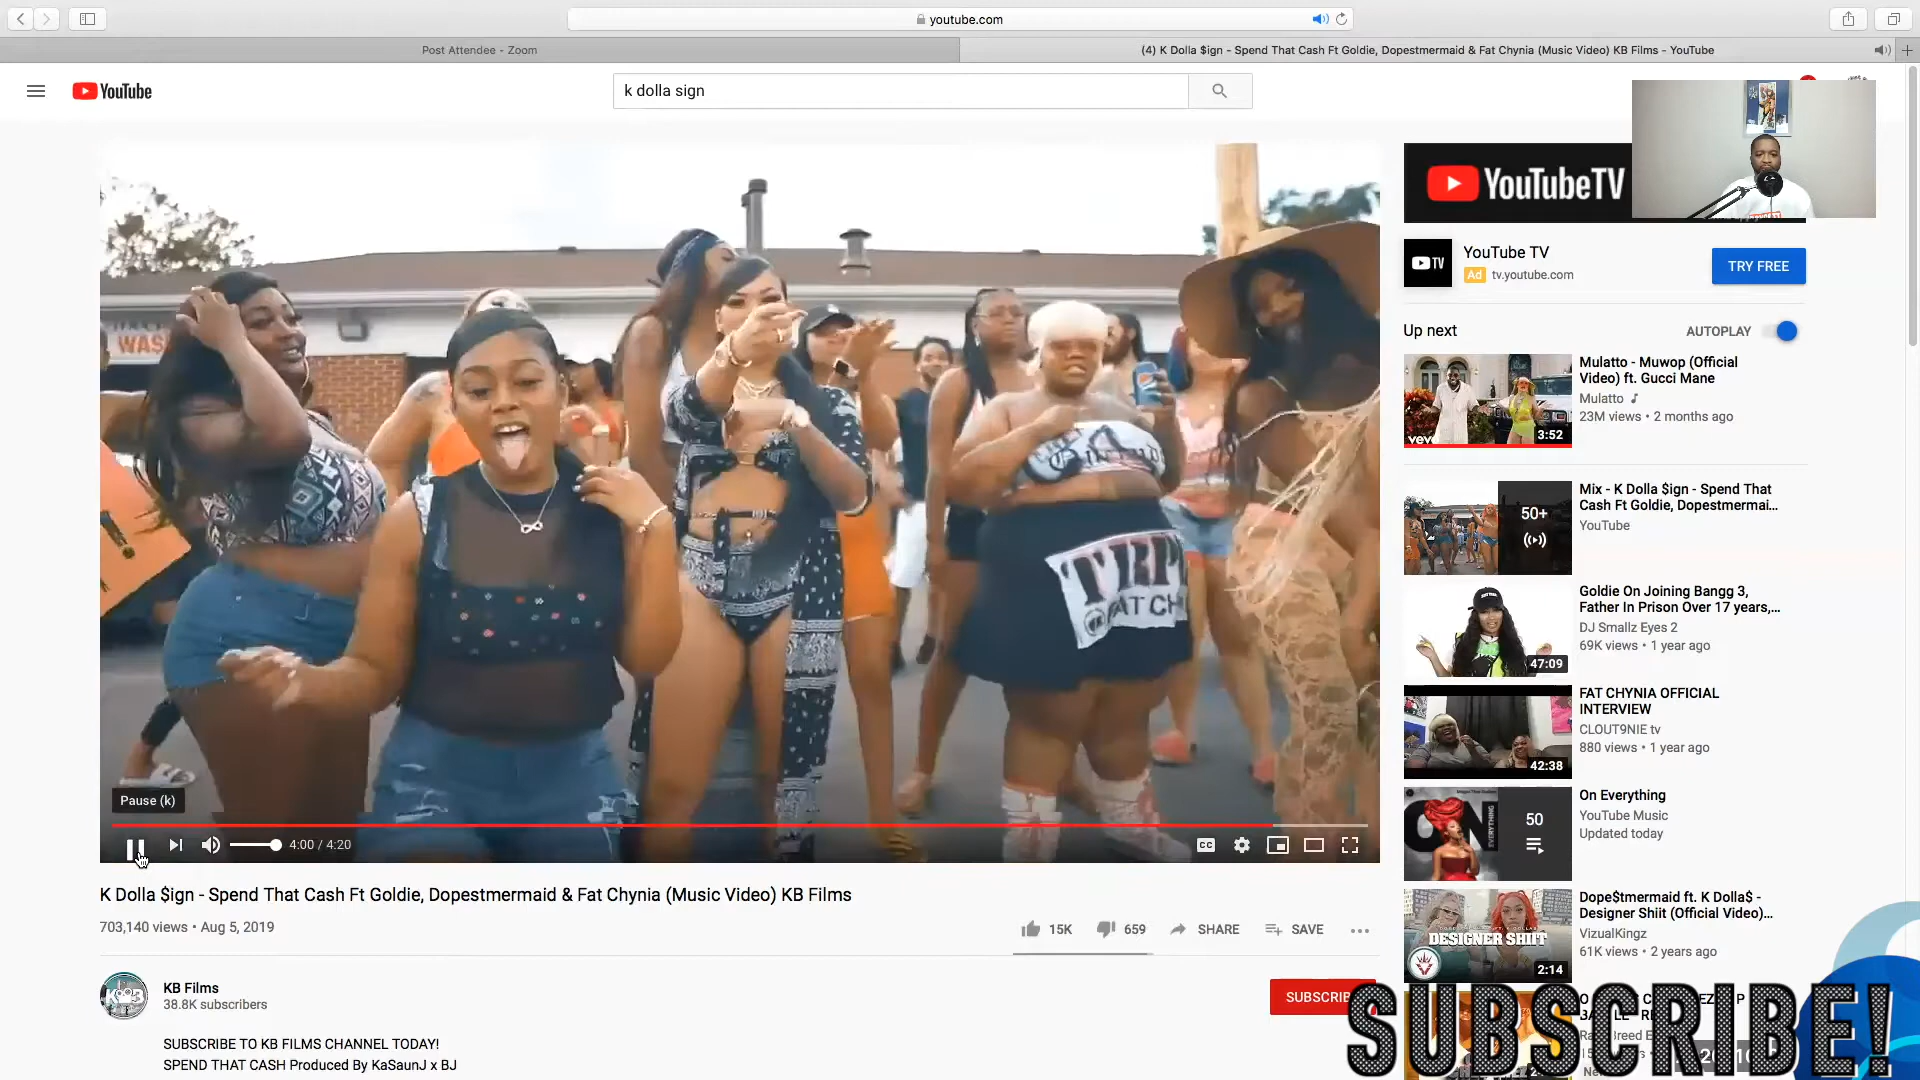 youtube.com
Post Attendee - Zoom
(4) K Dolla $ign - Spend That Cash Ft Goldie, Dopestmermaid & Fat Chynia (Music Video) KB Films - YouTube
YouTube
k dolla sign
YouTubeTV
TV
YouTube TV
Ad tv.youtube.com
TRY FREE
Up next
AUTOPLAY
Mulatto - Muwop (Official
Video) ft. Gucci Mane
Mulatto
23M views • 2 months ago
vevo
3:52
Mix - K Dolla $ign - Spend That
Cash Ft Goldie, Dopestmermai...
YouTube
50+
Goldie On Joining Bangg 3,
Father In Prison Over 17 years,...
DJ Smallz Eyes 2
69K views • 1 year ago
47:09
FAT CHYNIA OFFICIAL
INTERVIEW
CLOUT9NIE tv
880 views • 1 year ago
42:38
On Everything
YouTube Music
Updated today
50
Dope$tmermaid ft. K Dolla$ -
Designer Shiit (Official Video)...
VizualKingz
61K views • 2 years ago
DESIGNER SHIIT
2:14
WASH
Pause (k)
4:00 / 4:20
CC
K Dolla $ign - Spend That Cash Ft Goldie, Dopestmermaid & Fat Chynia (Music Video) KB Films
703,140 views • Aug 5, 2019
15K
659
SHARE
SAVE
KB Films
38.8K subscribers
SUBSCRIBE
SUBSCRIBE TO KB FILMS CHANNEL TODAY!
SPEND THAT CASH Produced By KaSaunJ x BJ
SUBSCRIBE!